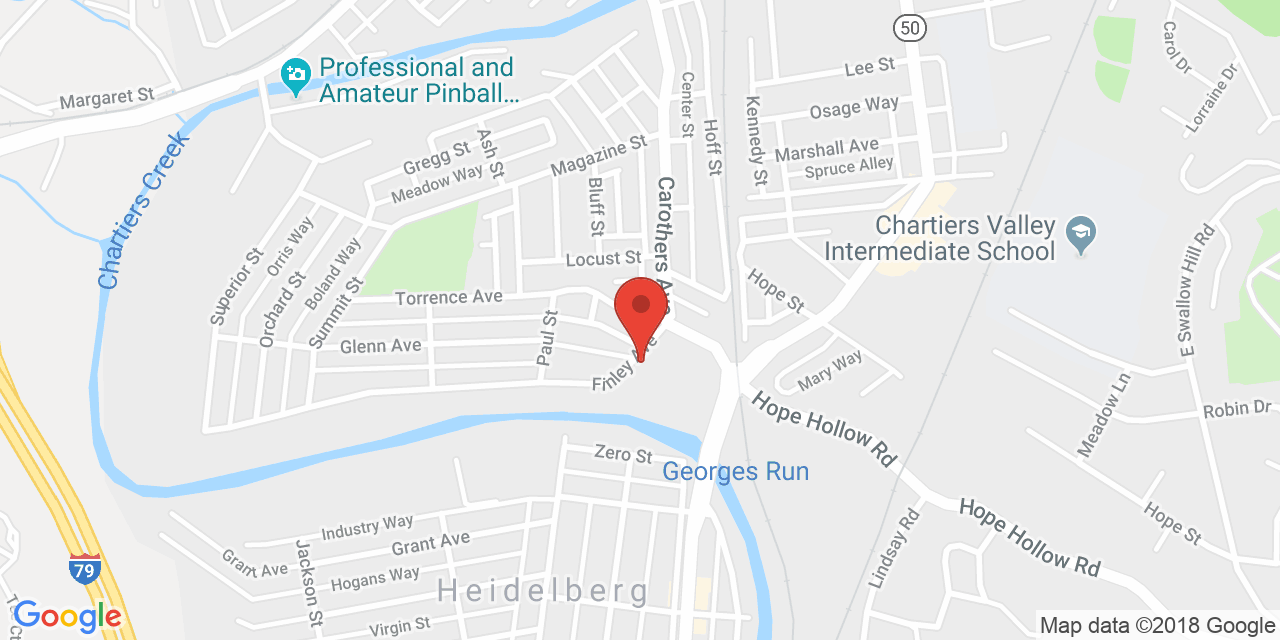 50
Professional and
Amateur Pinball...
Margaret St
Chartiers Creek
Gregg St
Ash St
Meadow Way
Magazine St
Bluff St
Locust St
Carothers Ave
Center St
Hoff St
Kennedy St
Lee St
Osage Way
Marshall Ave
Spruce Alley
Carol Dr
Lorraine Dr
Chartiers Valley
Intermediate School
E Swallow Hill Rd
Superior St
Orris Way
Orchard St
Boland Way
Summit St
Torrence Ave
Glenn Ave
Paul St
Finley Ave
Hope St
Mary Way
Meadow Ln
Robin Dr
Hope Hollow Rd
Zero St
Georges Run
Industry Way
Grant Ave
Grant Ave
Jackson St
Hogans Way
Heidelberg
Virgin St
Lindsay Rd
Hope Hollow Rd
Hope St
79
Google
Map data ©2018 Google